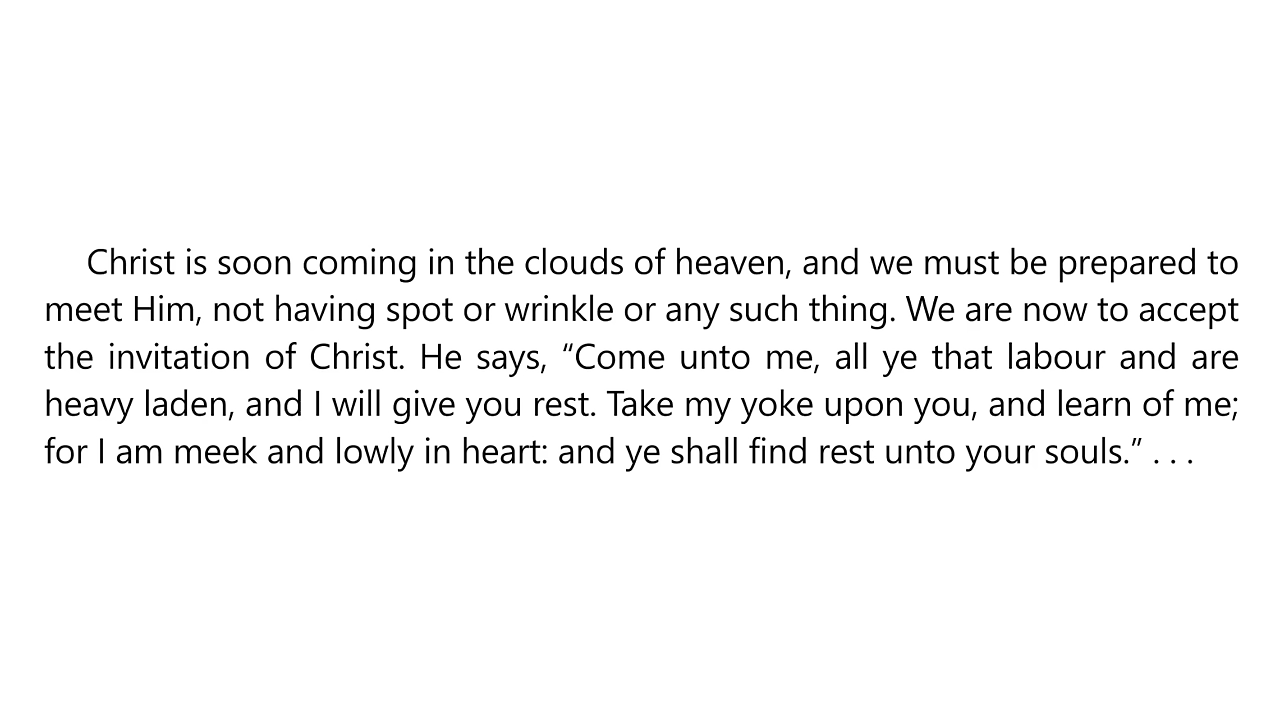 Christ is soon coming in the clouds of heaven, and we must be prepared to
meet Him, not having spot or wrinkle or any such thing. We are now to accept
the invitation of Christ. He says, “Come unto me, all ye that labour and are
heavy laden, and I will give you rest. Take my yoke upon you, and learn of me;
for I am meek and lowly in heart: and ye shall find rest unto your souls.” . . .